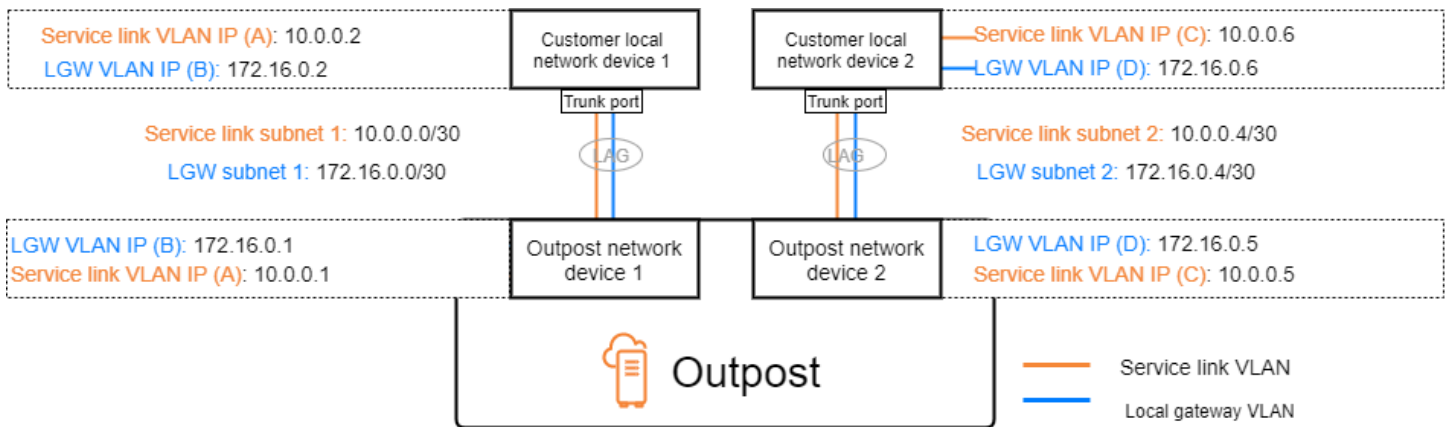 Service link VLAN IP (A): 10.0.0.2
LGW VLAN IP (B): 172.16.0.2
Customer local
network device 1
Trunk port
Customer local
network device 2
Trunk port
Service link VLAN IP (C): 10.0.0.6
LGW VLAN IP (D): 172.16.0.6
Service link subnet 1: 10.0.0.0/30
LGW subnet 1: 172.16.0.0/30
LAG
LAG
Service link subnet 2: 10.0.0.4/30
LGW subnet 2: 172.16.0.4/30
LGW VLAN IP (B): 172.16.0.1
Service link VLAN IP (A): 10.0.0.1
Outpost network
device 1
Outpost network
device 2
LGW VLAN IP (D): 172.16.0.5
Service link VLAN IP (C): 10.0.0.5
Outpost
Service link VLAN
Local gateway VLAN